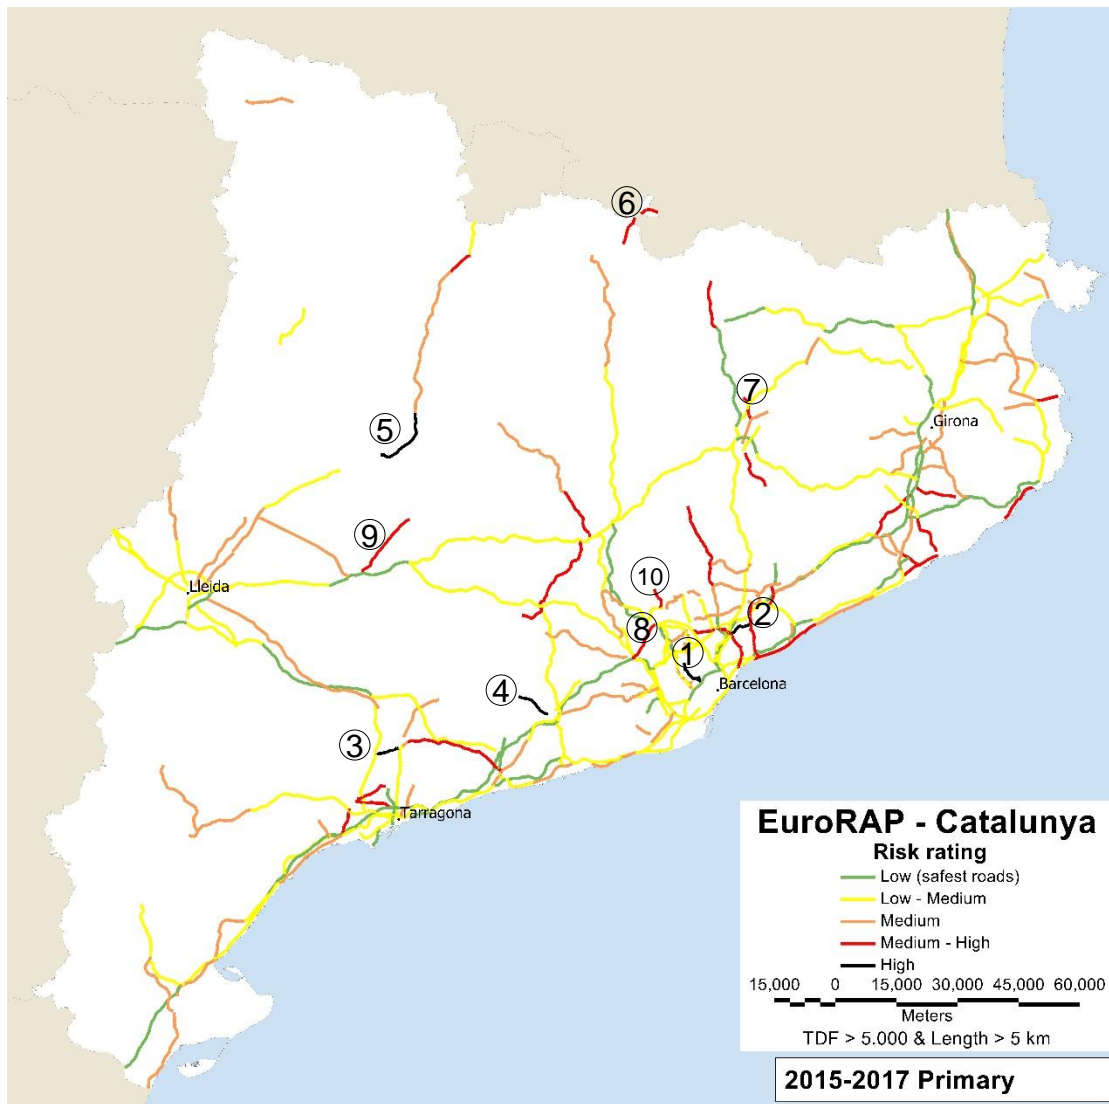 6
7
5
Girona
9
Lleida
10
2
8
1
Barcelona
4
3
Tarragona
EuroRAP - Catalunya
Risk rating
Low (safest roads)
Low - Medium
Medium
Medium - High
High
15,000 0 15,000 30,000 45,000 60,000
Meters
TDF > 5.000 & Length > 5 km
2015-2017 Primary